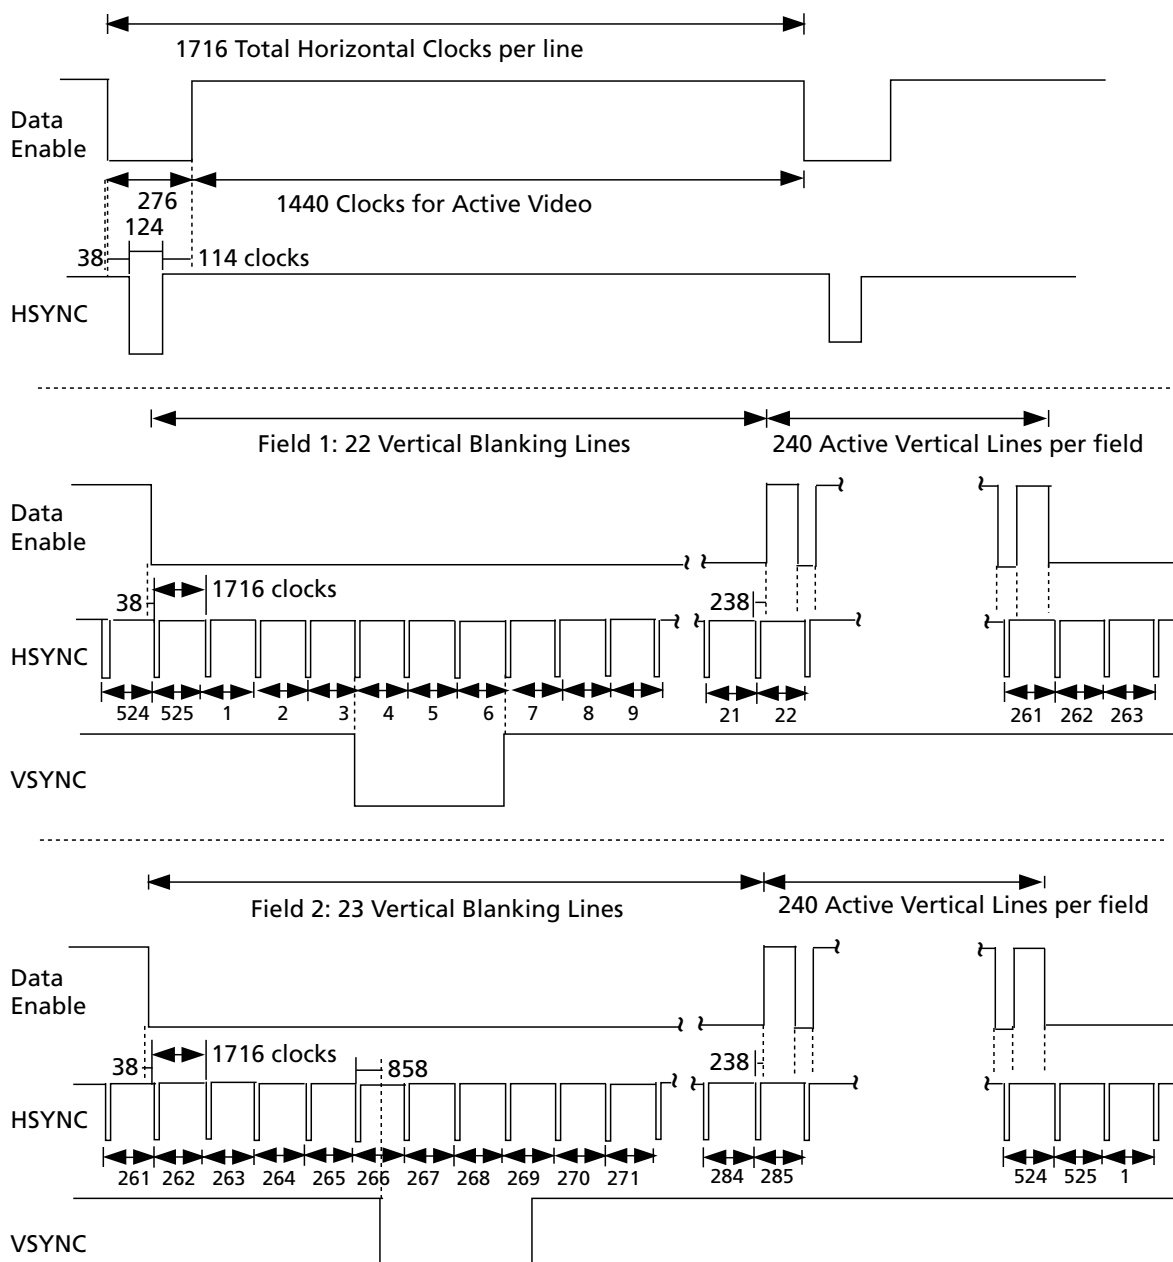 1716 Total Horizontal Clocks per line
Data
Enable
276
1440 Clocks for Active Video
124
38
114 clocks
HSYNC
Field 1: 22 Vertical Blanking Lines
240 Active Vertical Lines per field
Data
Enable
1716 clocks
38
238
HSYNC
524 525 1 2 3 4 5 6 7 8 9 21 22 261 262 263
VSYNC
Field 2: 23 Vertical Blanking Lines
240 Active Vertical Lines per field
Data
Enable
38
1716 clocks
858
238
HSYNC
261 262 263 264 265 266 267 268 269 270 271 284 285 524 525 1
VSYNC